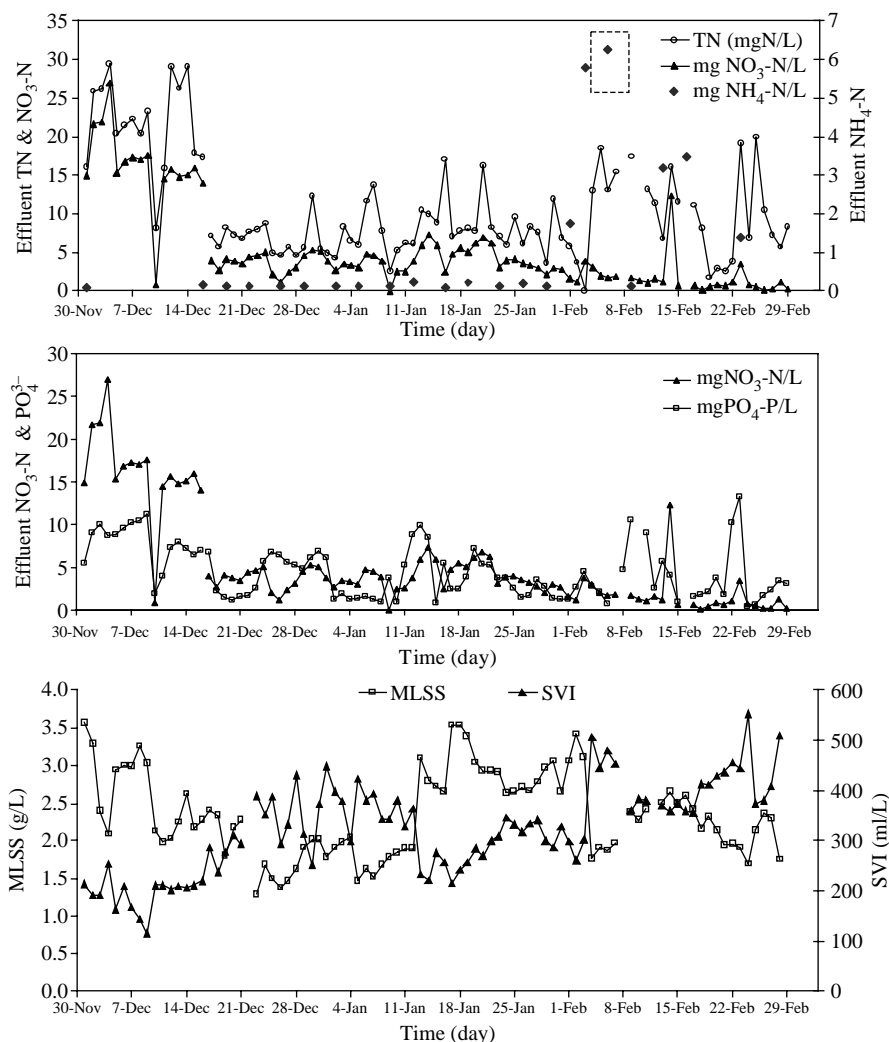 35
30
25
20
15
10
5
0
Effluent TN & NO3-N
7
6
5
4
3
2
1
0
Effluent NH4-N
TN (mgN/L)
mg NO3-N/L
mg NH4-N/L
30-Nov 7-Dec 14-Dec 21-Dec 28-Dec 4-Jan 11-Jan 18-Jan 25-Jan 1-Feb 8-Feb 15-Feb 22-Feb 29-Feb
Time (day)
30
25
20
15
10
5
0
Effluent NO3-N & PO4^3–
mgNO3-N/L
mgPO4-P/L
30-Nov 7-Dec 14-Dec 21-Dec 28-Dec 4-Jan 11-Jan 18-Jan 25-Jan 1-Feb 8-Feb 15-Feb 22-Feb 29-Feb
Time (day)
4.0
3.5
3.0
2.5
2.0
1.5
1.0
0.5
0.0
MLSS (g/L)
MLSS SVI
600
500
400
300
200
100
0
SVI (ml/L)
30-Nov 7-Dec 14-Dec 21-Dec 28-Dec 4-Jan 11-Jan 18-Jan 25-Jan 1-Feb 8-Feb 15-Feb 22-Feb 29-Feb
Time (day)